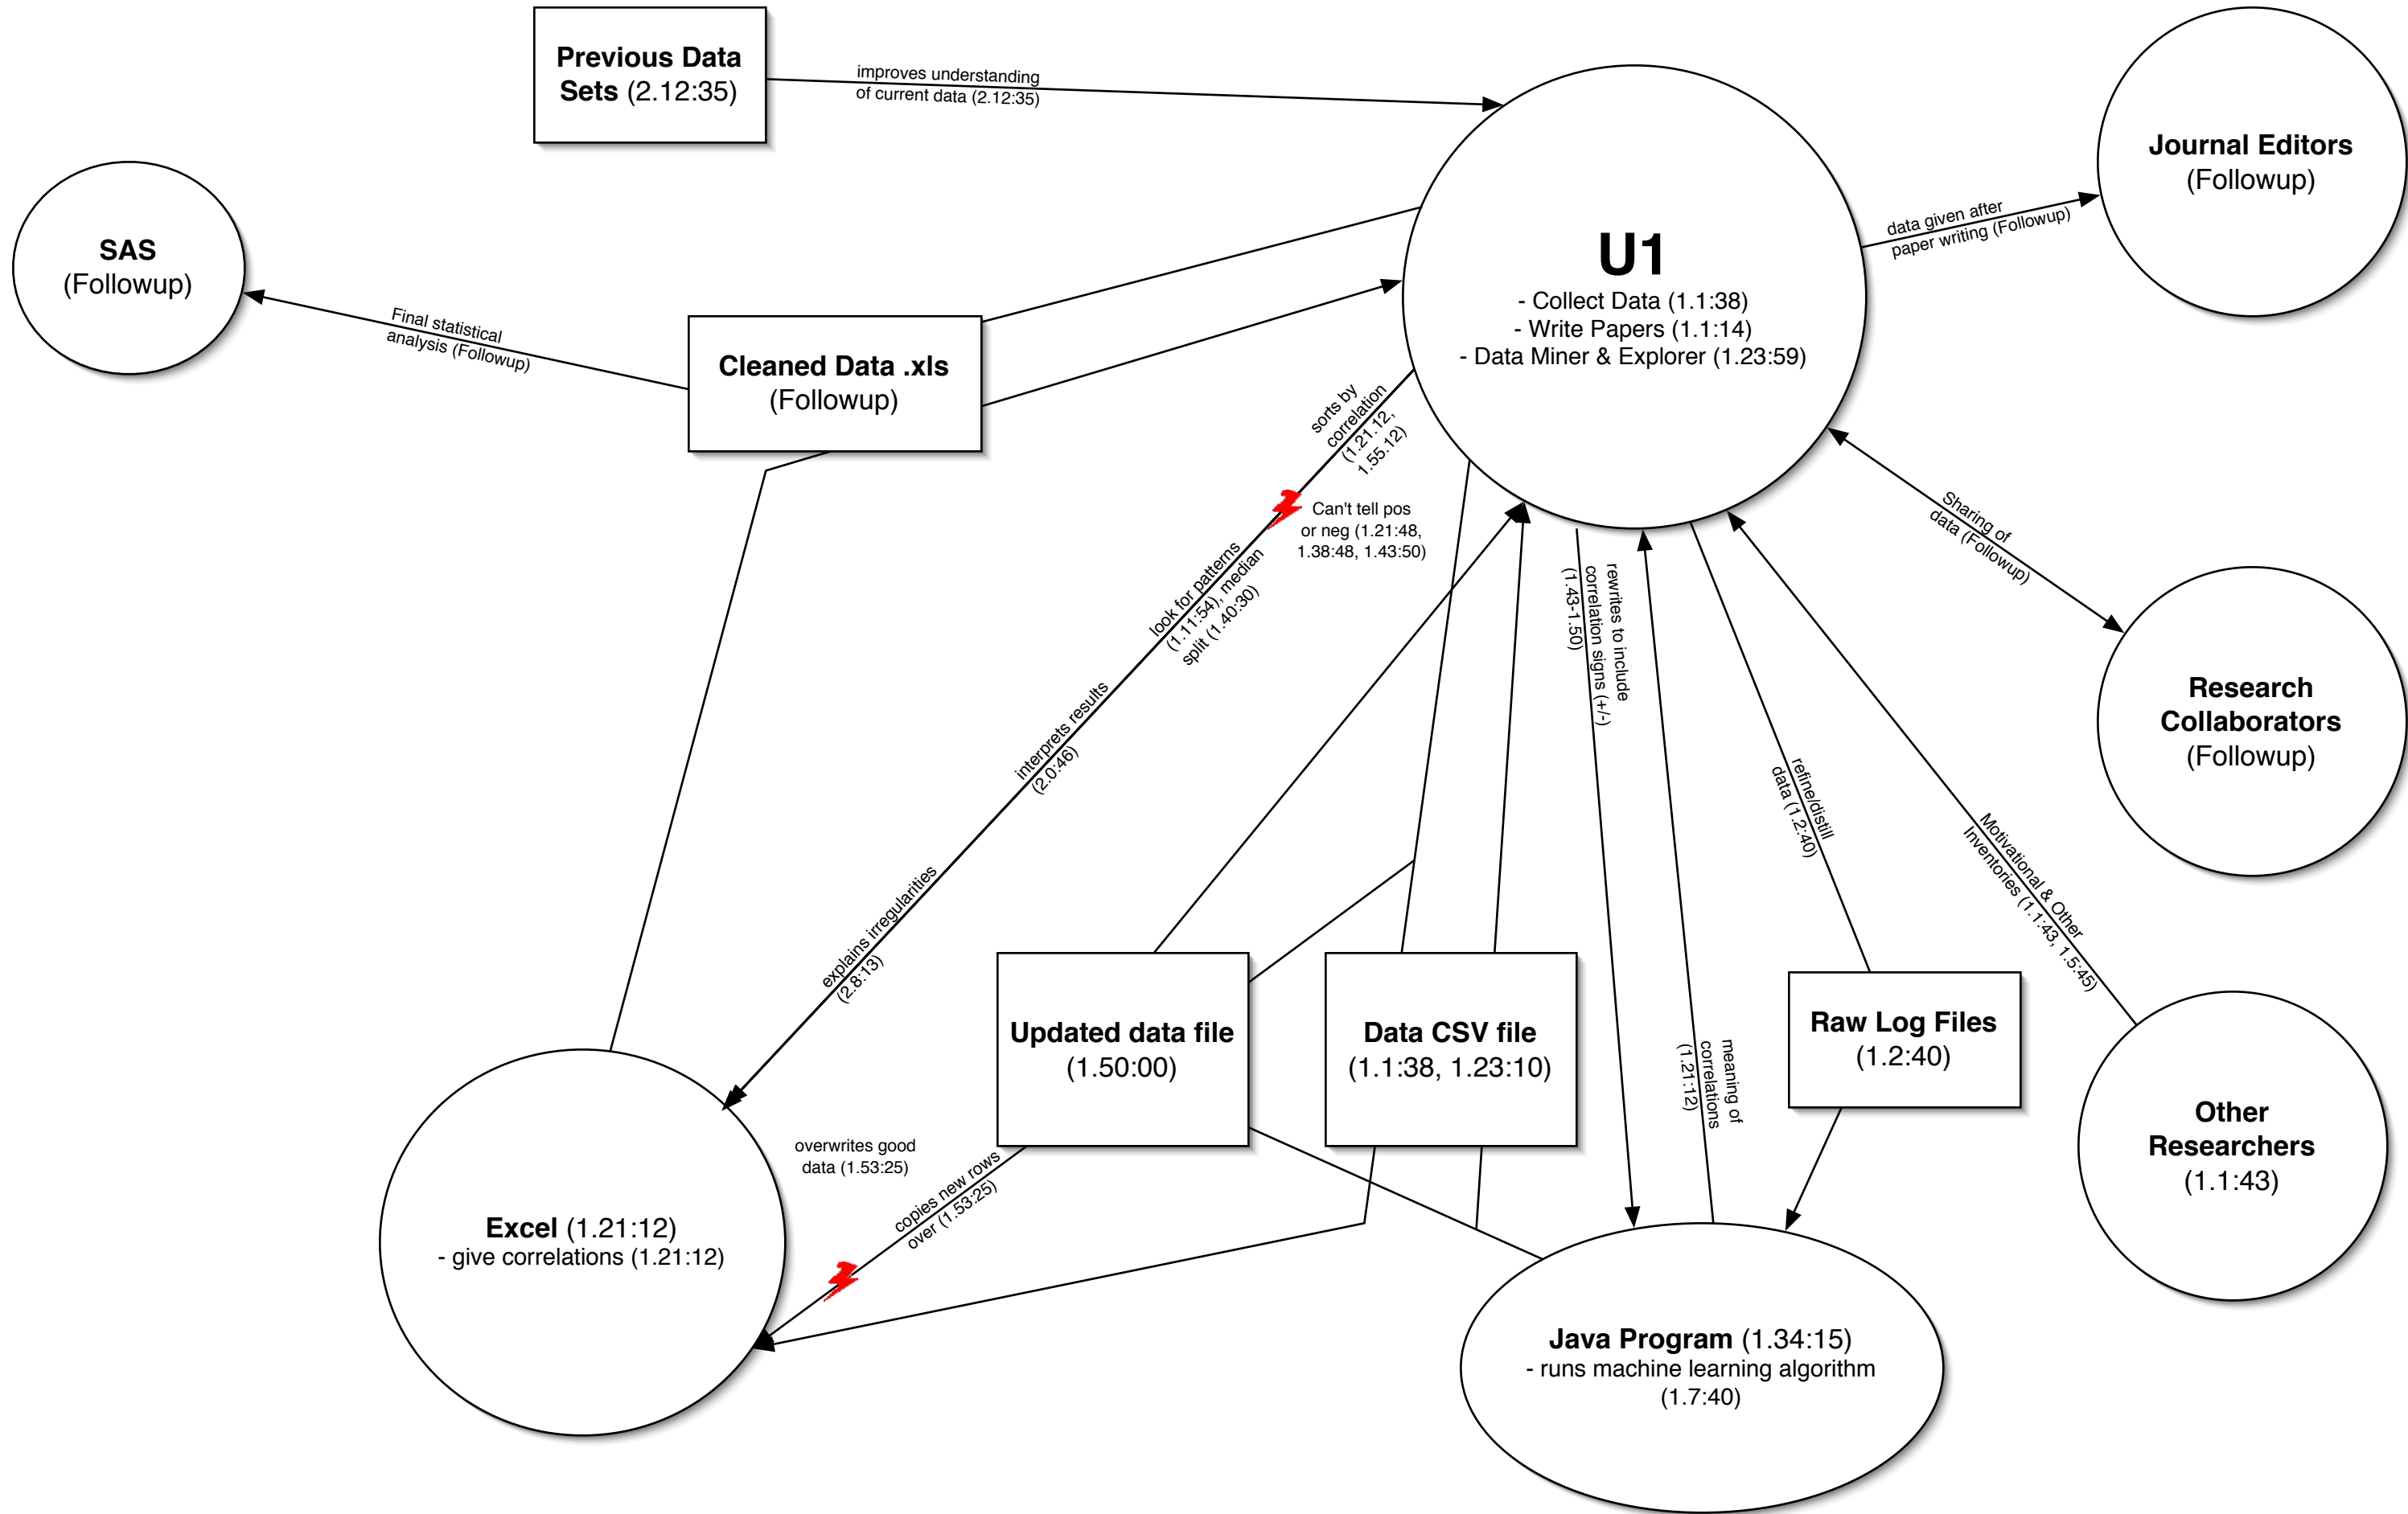 Previous Data
Sets (2.12:35)
improves understanding
of current data (2.12:35)
U1
- Collect Data (1.1:38)
- Write Papers (1.1:14)
- Data Miner & Explorer (1.23:59)
Journal Editors
(Followup)
data given after
paper writing (Followup)
SAS
(Followup)
Final statistical
analysis (Followup)
Cleaned Data .xls
(Followup)
sorts by
correlation
(1.21.12,
1.55.12)
Can't tell pos
or neg (1.21:48,
1.38:48, 1.43:50)
look for patterns
(1.11:54), median
split (1.40:30)
interprets results
(2.0:46)
explains irregularities
(2.8:13)
rewrites to include
correlation signs (+/-)
(1.43-1.50)
Sharing of
data (Followup)
Research
Collaborators
(Followup)
refine/distill
data (1.2:40)
Motivational & Other
Inventories (1.1:43, 1.5:45)
meaning of
correlations
(1.21:12)
Updated data file
(1.50:00)
Data CSV file
(1.1:38, 1.23:10)
Raw Log Files
(1.2:40)
Other
Researchers
(1.1:43)
overwrites good
data (1.53:25)
copies new rows
over (1.53:25)
Excel (1.21:12)
- give correlations (1.21:12)
Java Program (1.34:15)
- runs machine learning algorithm
(1.7:40)